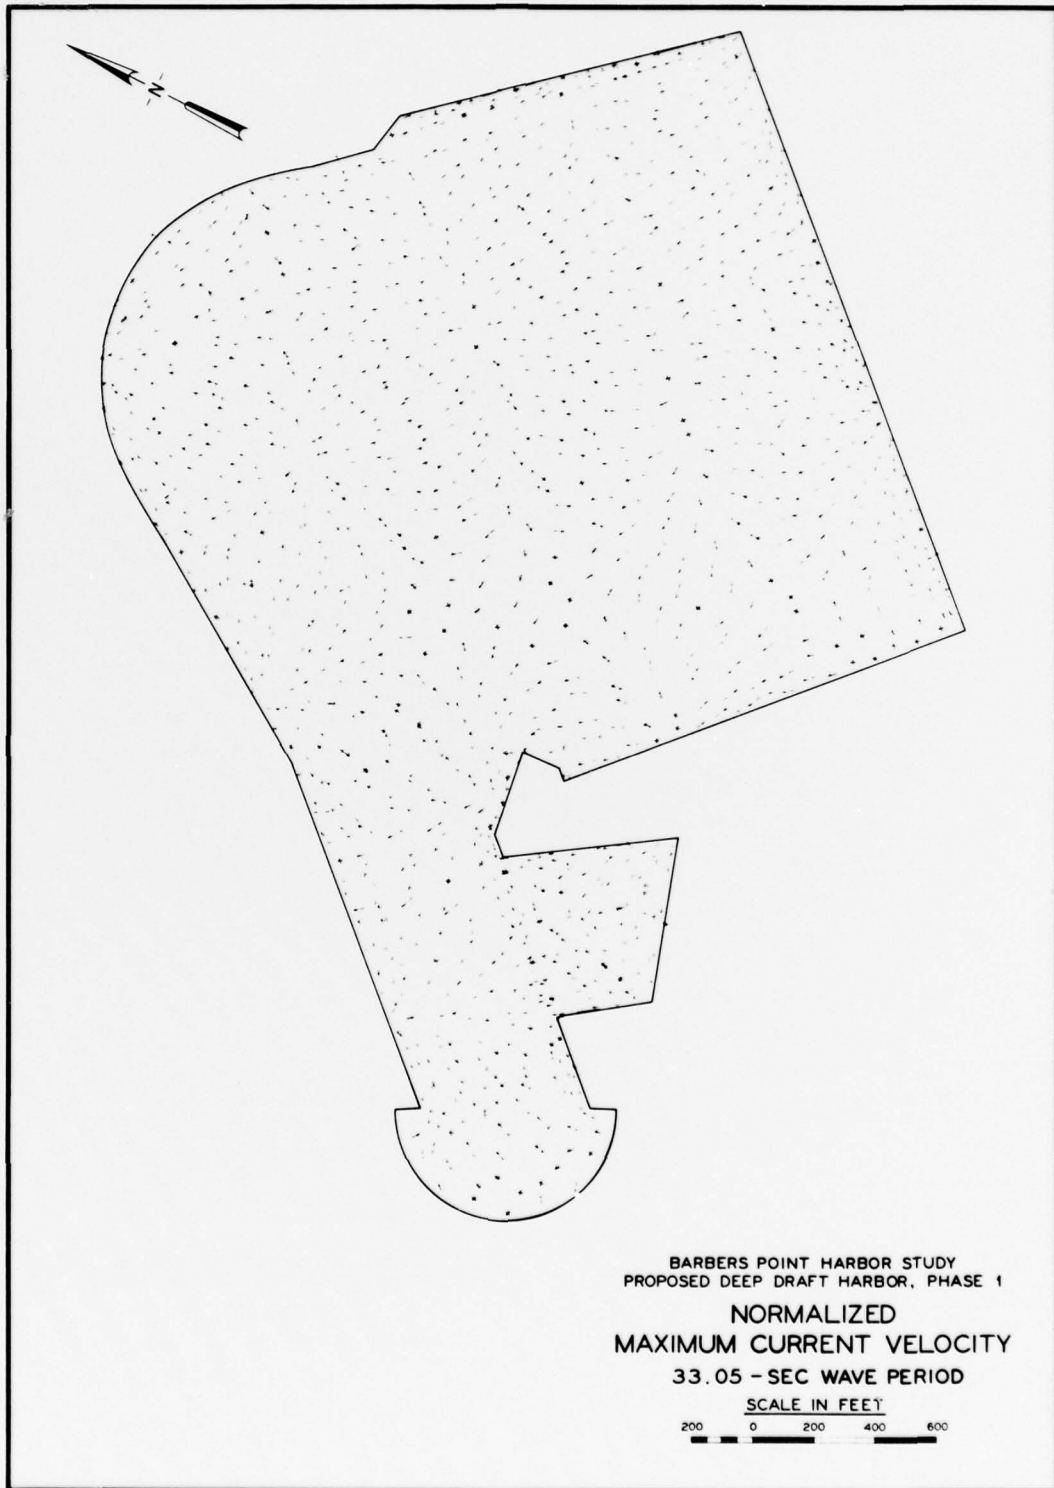 -N-
BARBERS POINT HARBOR STUDY
PROPOSED DEEP DRAFT HARBOR, PHASE 1
NORMALIZED
MAXIMUM CURRENT VELOCITY
33.05 - SEC WAVE PERIOD
SCALE IN FEET
200 0 200 400 600